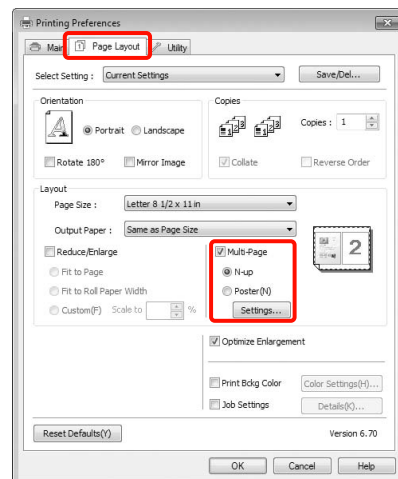 Printing Preferences
Main Page Layout Utility
Select Setting : Current Settings Save/Del...
Orientation
A
Portrait Landscape
Rotate 180° Mirror Image
Copies
Copies : 1
Collate Reverse Order
Layout
Page Size : Letter 8 1/2 x 11 in
Output Paper : Same as Page Size
Reduce/Enlarge
Fit to Page
Fit to Roll Paper Width
Custom(F) Scale to %
Multi-Page
N-up
Poster(N)
Settings...
2
Optimize Enlargement
Print Bckg Color Color Settings(H)...
Job Settings Details(K)...
Reset Defaults(Y) Version 6.70
OK Cancel Help